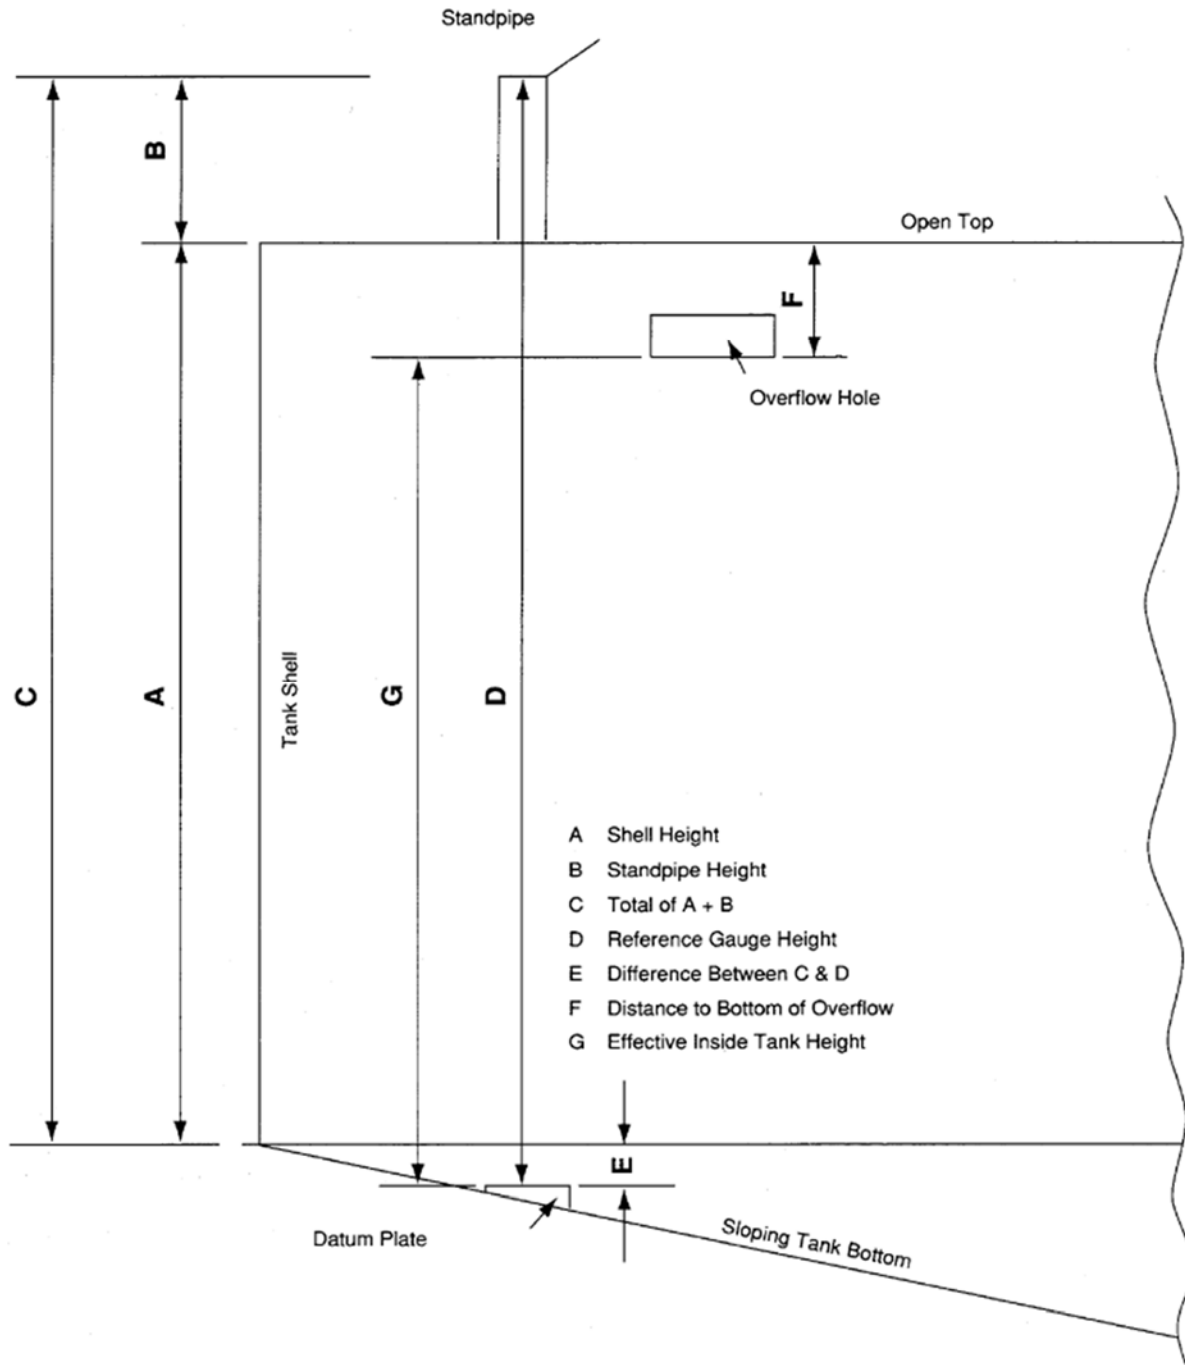 Standpipe
B
Open Top
F
Overflow Hole
C
A
Tank Shell
G
D
A Shell Height
B Standpipe Height
C Total of A + B
D Reference Gauge Height
E Difference Between C & D
F Distance to Bottom of Overflow
G Effective Inside Tank Height
E
Datum Plate
Sloping Tank Bottom